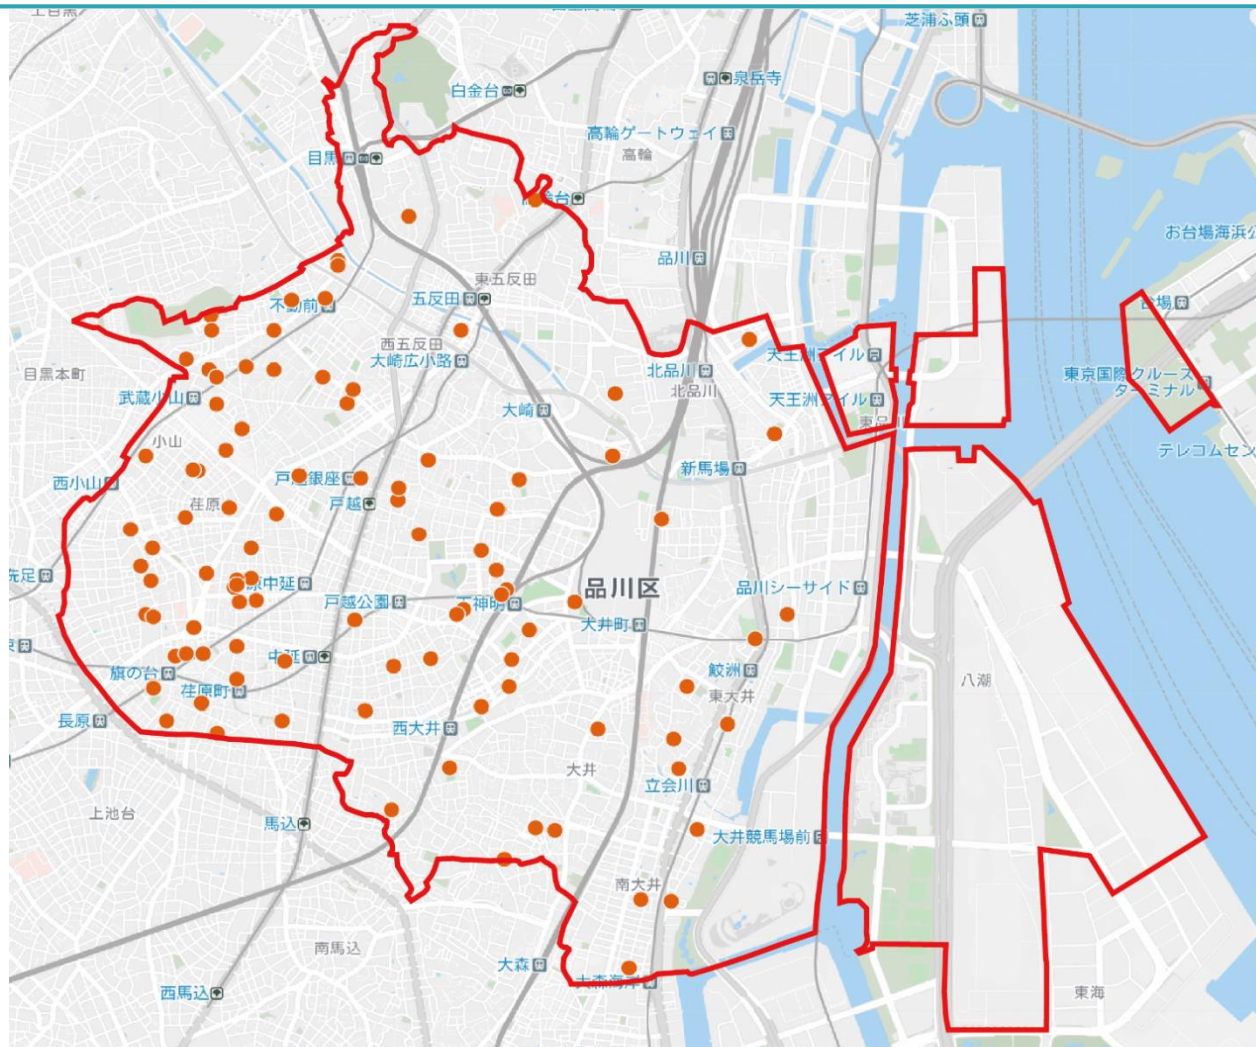 芝浦ふ頭
白金台
泉岳寺
高輪ゲートウェイ
高輪
目黒
品川
お台場海浜公
東五反田
不動前
五反田
台場
西五反田
大崎広小路
天王洲アイル
北品川
北品川
目黒本町
東京国際クルーズ
ターミナル
武蔵小山
天王洲アイル
大崎
東品川
小山
テレコムセン
新馬場
戸越銀座
西小山
荏原
戸越
品川区
品川シーサイド
原中延
戸越公園
下神明
大井町
中延
旗の台
鮫洲
八潮
荏原町
東大井
長原
西大井
大井
立会川
上池台
馬込
大井競馬場前
南大井
南馬込
大森
大森海岸
西馬込
東海